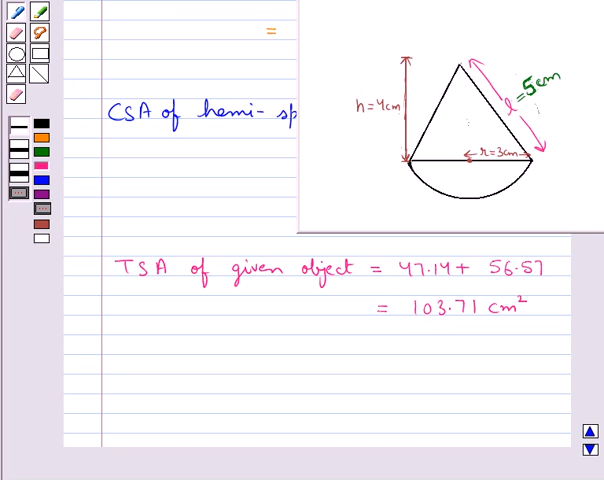 =
CSA of hemi-sp
h=4cm
l=5cm
r=3cm
TSA of given object = 47.14 + 56.57
= 103.71 cm²